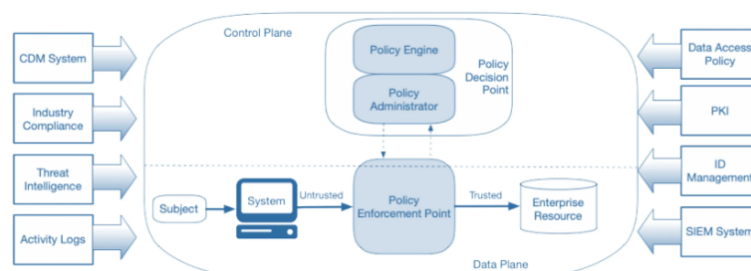 Control Plane
Policy Engine
Policy
Administrator
Policy
Decision
Point
CDM System
Industry
Compliance
Threat
Intelligence
Activity Logs
Data Access
Policy
PKI
ID
Management
SIEM System
Subject
System
Untrusted
Policy
Enforcement Point
Trusted
Enterprise
Resource
Data Plane